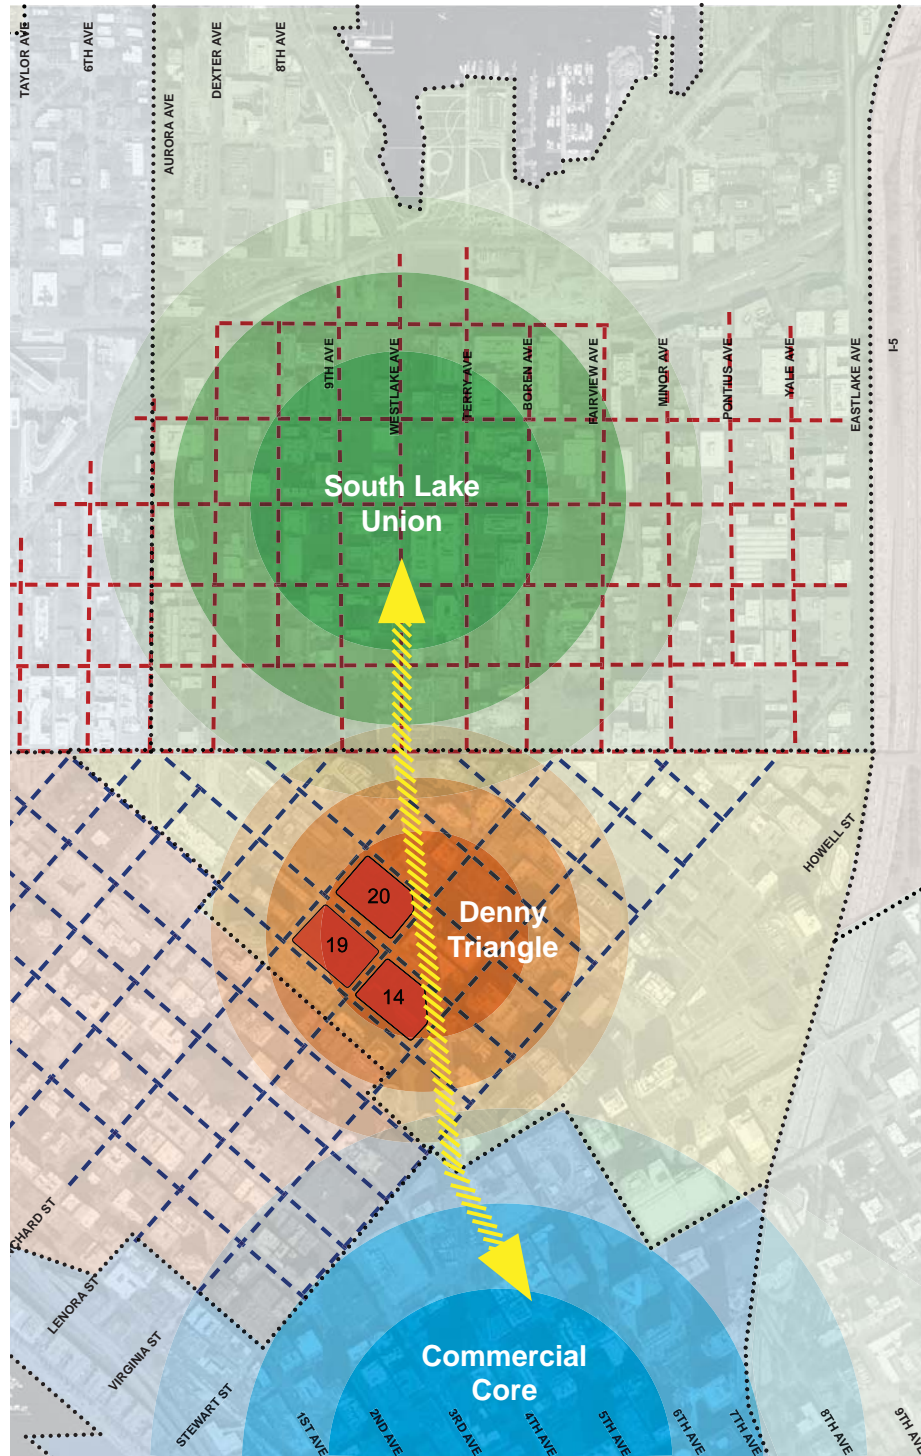 TAYLOR AVE
6TH AVE
AURORA AVE
DEXTER AVE
8TH AVE
9TH AVE
WESTLAKE AVE
TERRY AVE
BOREN AVE
FAIRVIEW AVE
MINOR AVE
PONTIUS AVE
YALE AVE
EASTLAKE AVE
I-5
South Lake
Union
HOWELL ST
20
19
14
Denny
Triangle
CHARD ST
LENORA ST
VIRGINIA ST
STEWART ST
Commercial
Core
1ST AVE
2ND AVE
3RD AVE
4TH AVE
5TH AVE
6TH AVE
7TH AVE
8TH AVE
9TH AV